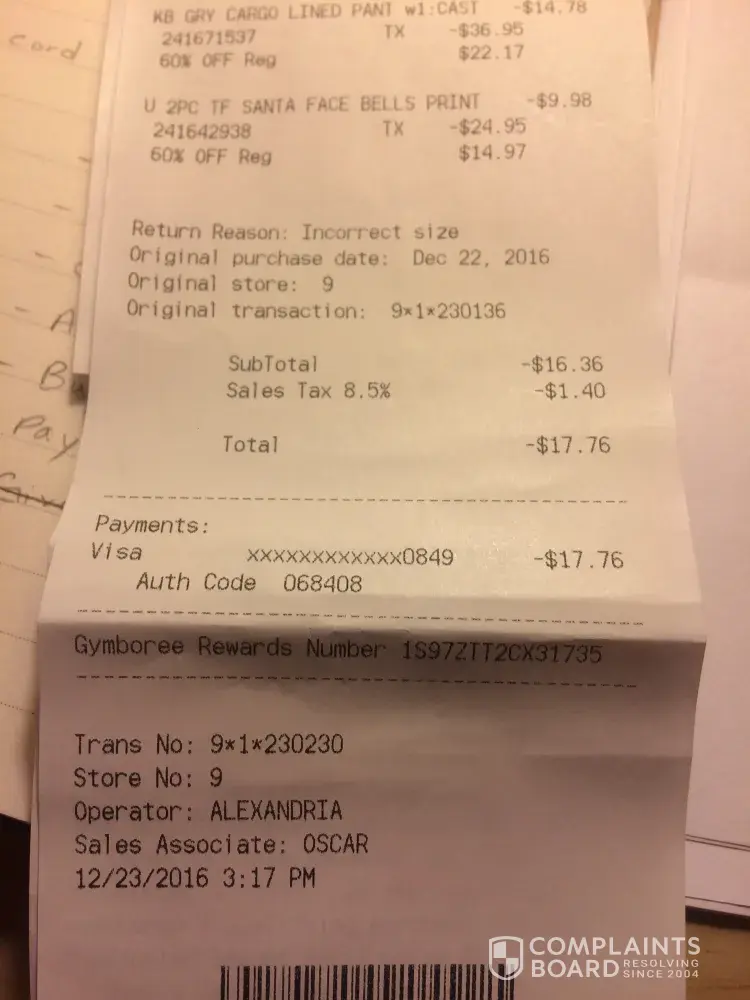 KB GRY CARGO LINED PANT w1:CAST -$14.78
241671537 TX -$36.95
60% OFF Reg $22.17
U 2PC TF SANTA FACE BELLS PRINT -$9.98
241642938 TX -$24.95
60% OFF Reg $14.97
Return Reason: Incorrect size
Original purchase date: Dec 22, 2016
Original store: 9
Original transaction: 9*1*230136
SubTotal -$16.36
Sales Tax 8.5% -$1.40
Total -$17.76
Payments:
Visa xxxxxxxxxxxx0849 -$17.76
Auth Code 068408
Gymboree Rewards Number 1S97ZTT2CX31735
Trans No: 9*1*230230
Store No: 9
Operator: ALEXANDRIA
Sales Associate: OSCAR
12/23/2016 3:17 PM
card
- A
- B
Pay
COMPLAINTS
BOARD RESOLVING
SINCE 2004